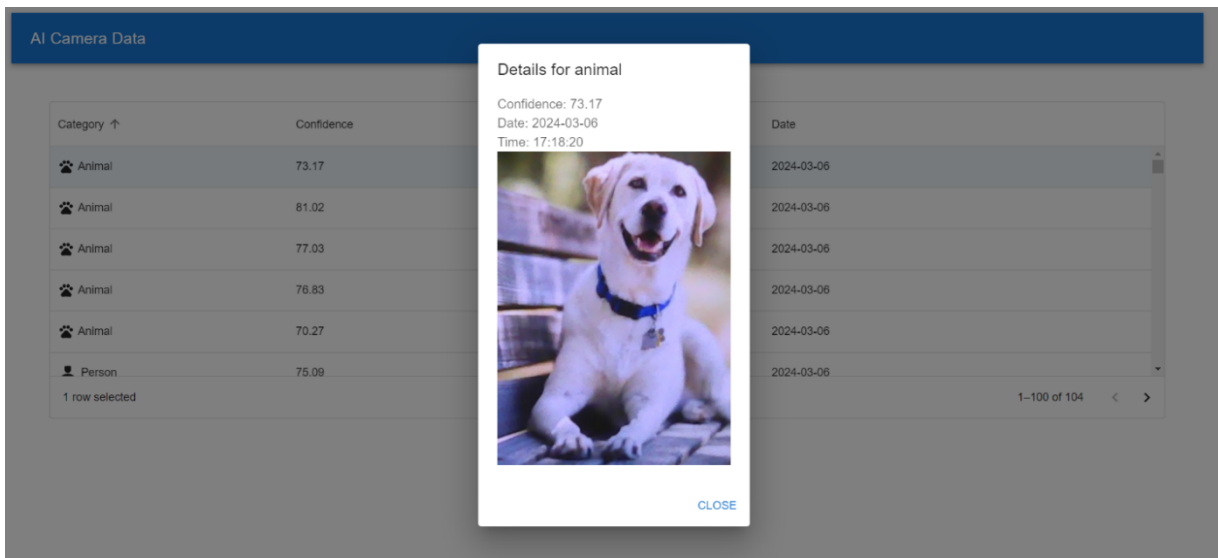 AI Camera Data
Details for animal
Confidence: 73.17
Date: 2024-03-06
Time: 17:18:20
CLOSE
Category ↑ Confidence Date
Animal 73.17 2024-03-06
Animal 81.02 2024-03-06
Animal 77.03 2024-03-06
Animal 76.83 2024-03-06
Animal 70.27 2024-03-06
Person 75.09 2024-03-06
1 row selected 1–100 of 104 < >